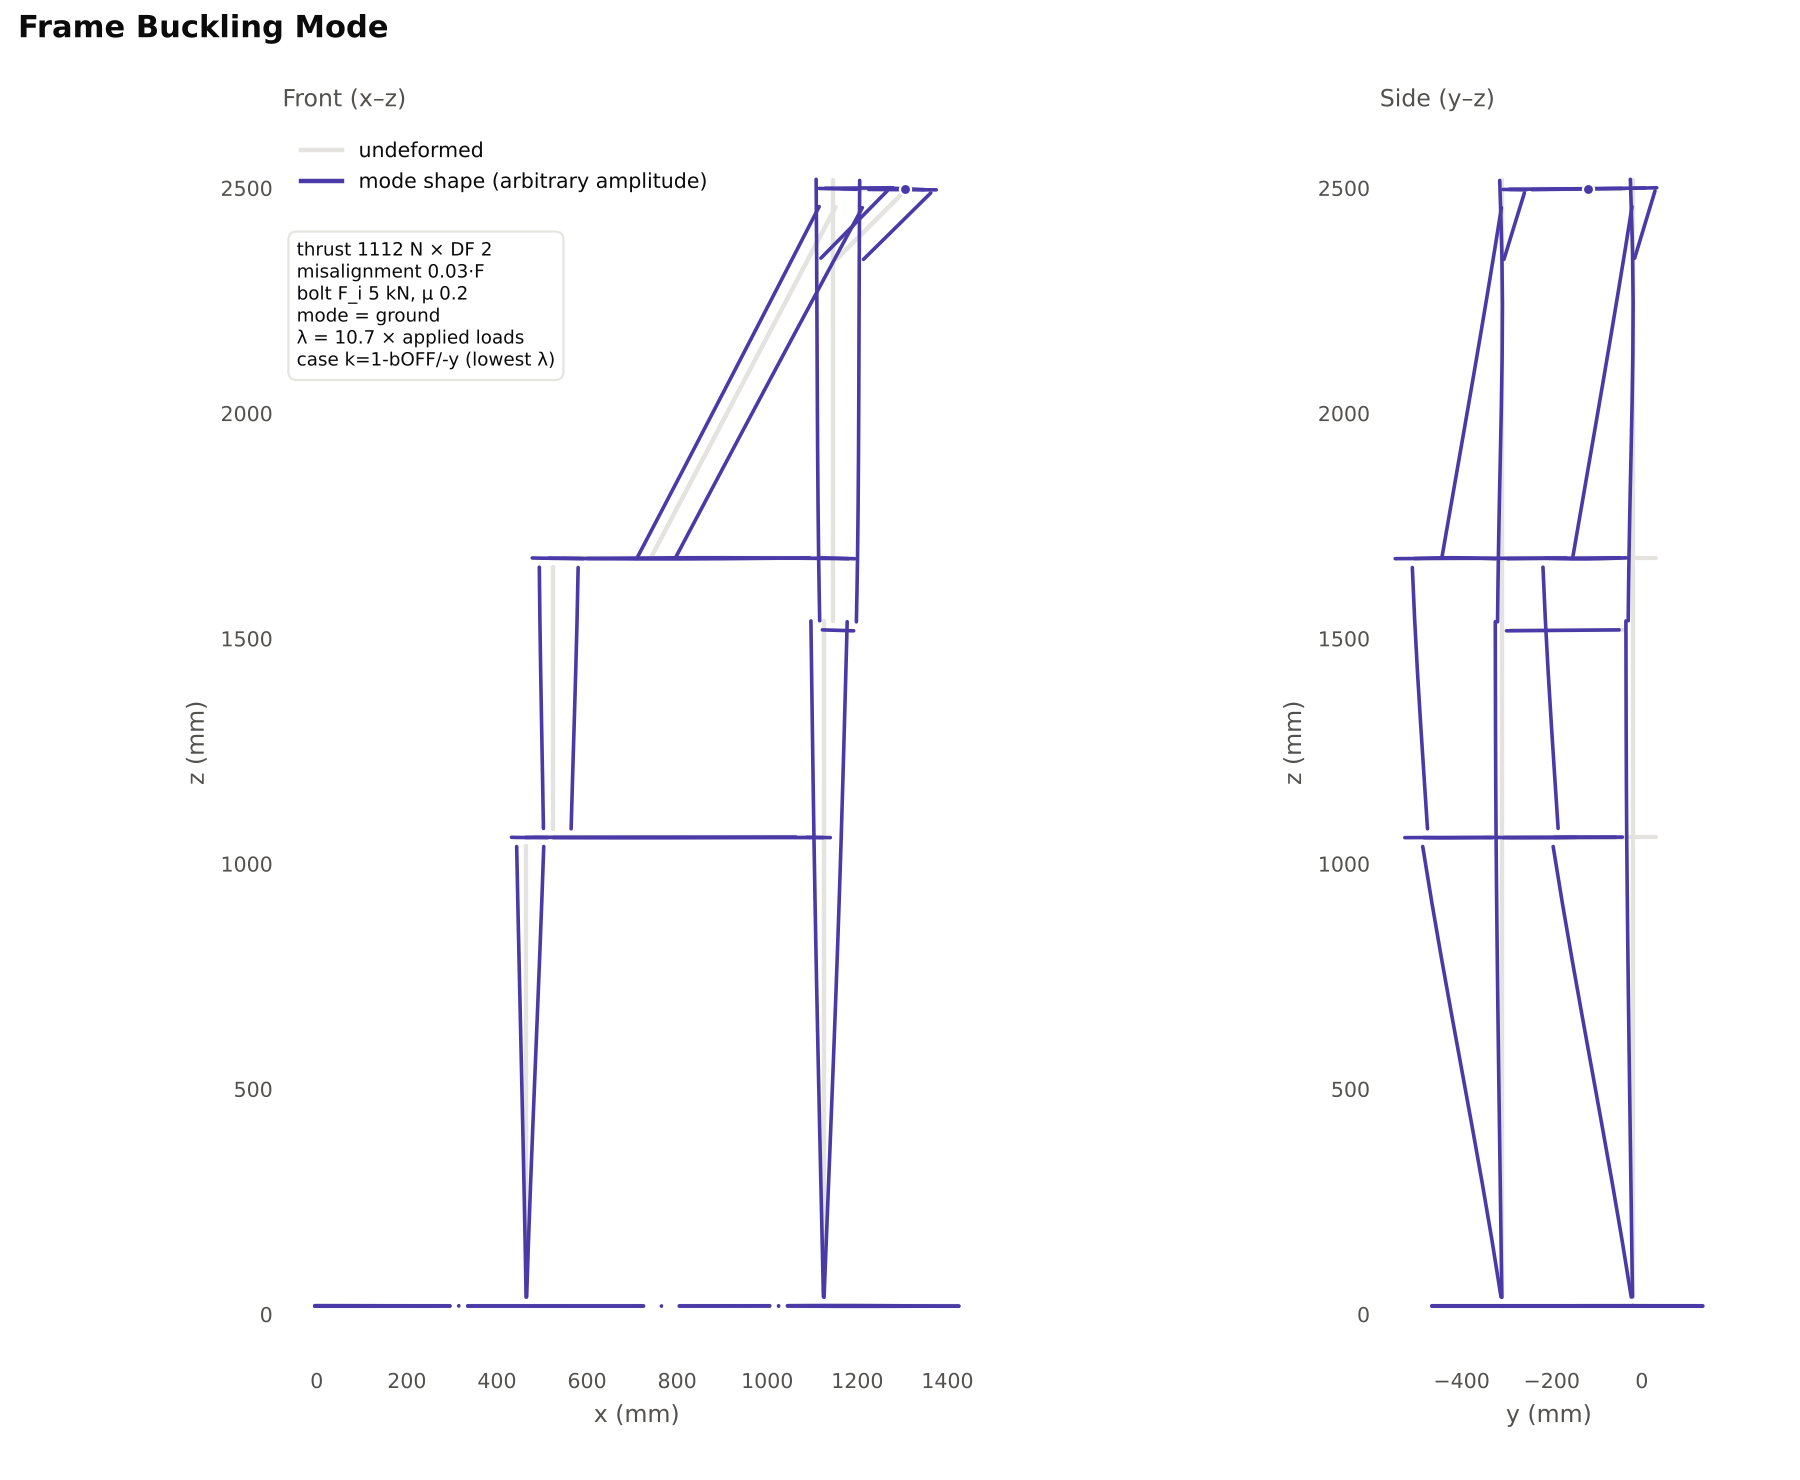 Frame Buckling Mode
Front (x–z)
Side (y–z)
undeformed
mode shape (arbitrary amplitude)
thrust 1112 N × DF 2
misalignment 0.03·F
bolt F_i 5 kN, μ 0.2
mode = ground
λ = 10.7 × applied loads
case k=1-bOFF/-y (lowest λ)
2500
2000
1500
1000
500
0
z (mm)
0 200 400 600 800 1000 1200 1400
x (mm)
2500
2000
1500
1000
500
0
z (mm)
−400 −200 0
y (mm)